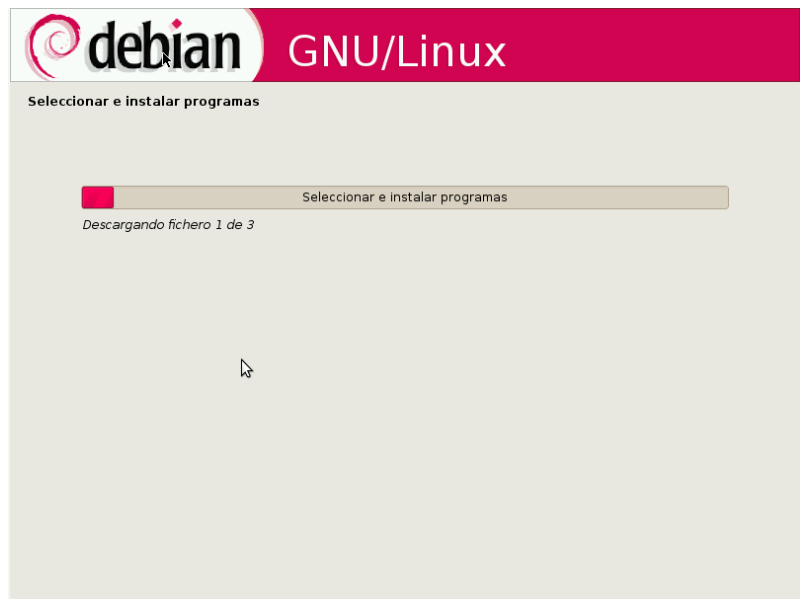 debian GNU/Linux
Seleccionar e instalar programas
Seleccionar e instalar programas
Descargando fichero 1 de 3